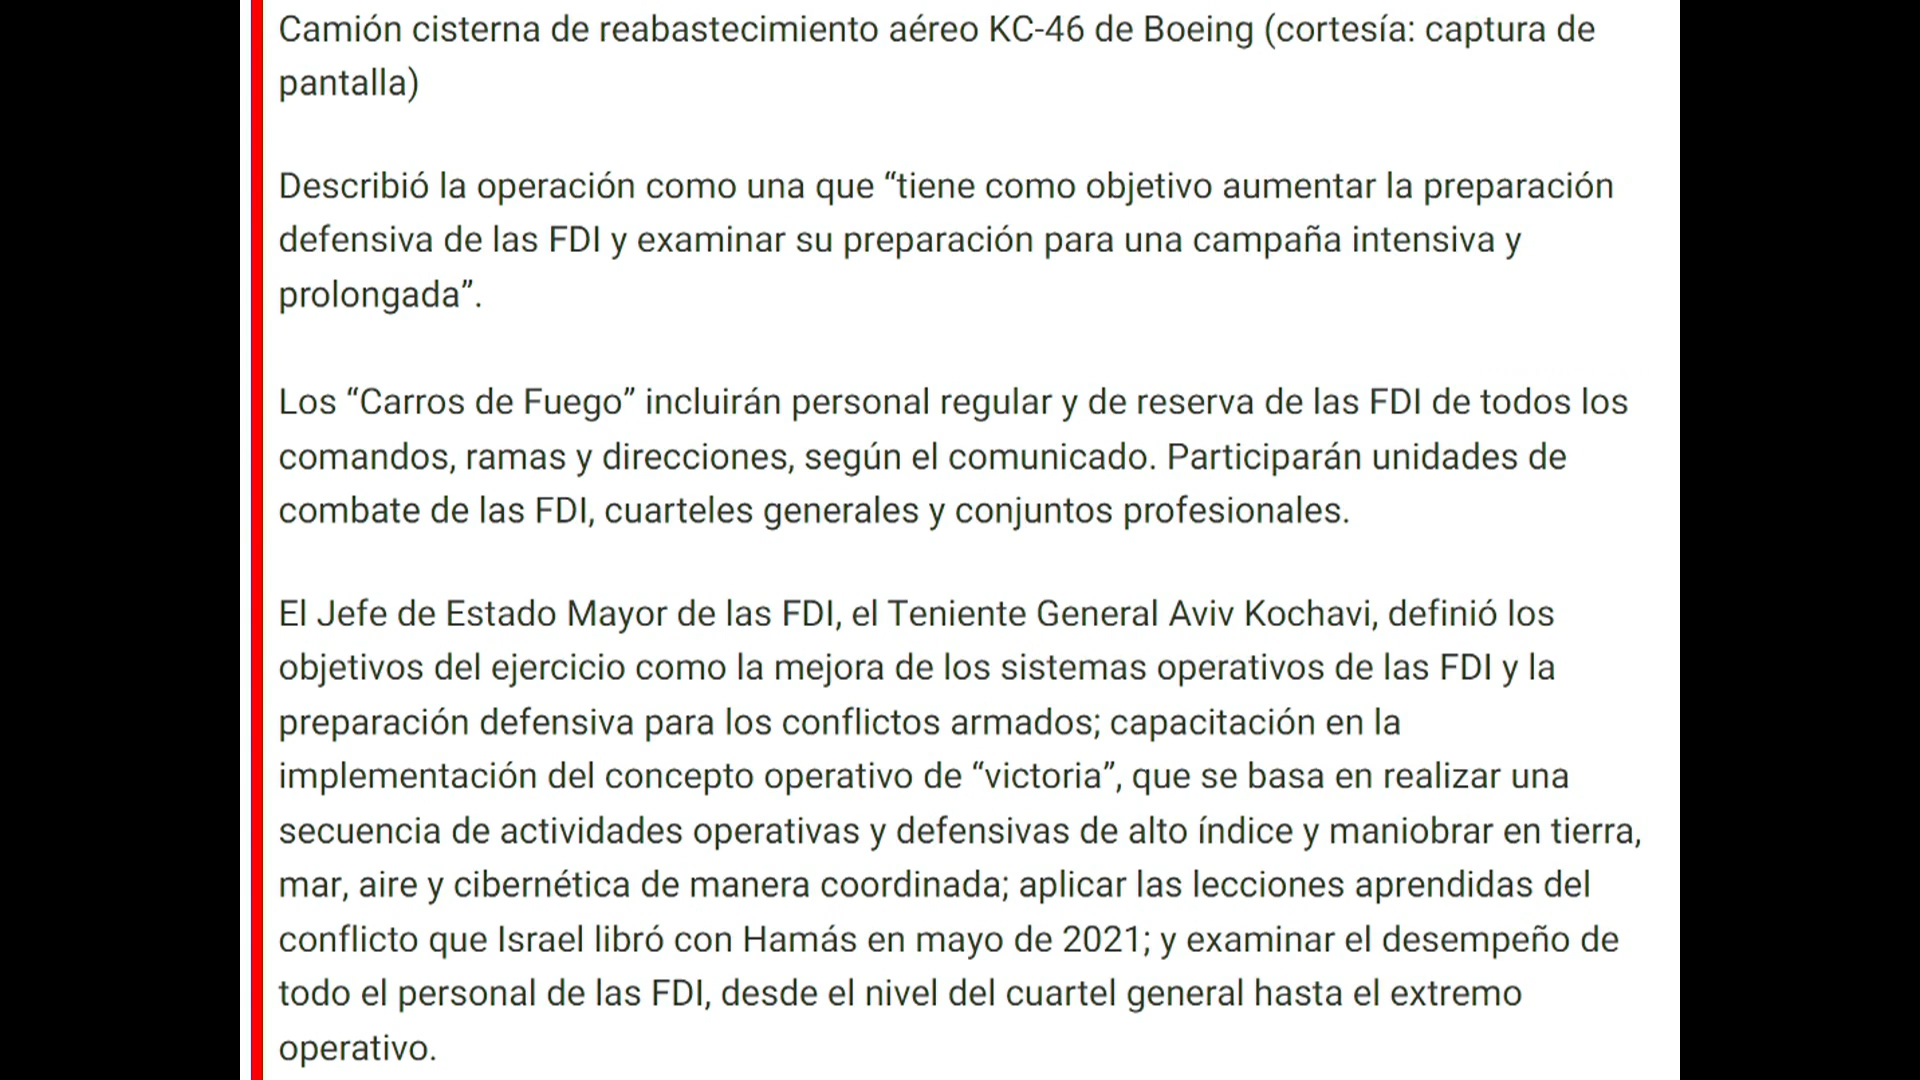 Camión cisterna de reabastecimiento aéreo KC-46 de Boeing (cortesía: captura de
pantalla)
Describió la operación como una que “tiene como objetivo aumentar la preparación
defensiva de las FDI y examinar su preparación para una campaña intensiva y
prolongada”.
Los “Carros de Fuego” incluirán personal regular y de reserva de las FDI de todos los
comandos, ramas y direcciones, según el comunicado. Participarán unidades de
combate de las FDI, cuarteles generales y conjuntos profesionales.
El Jefe de Estado Mayor de las FDI, el Teniente General Aviv Kochavi, definió los
objetivos del ejercicio como la mejora de los sistemas operativos de las FDI y la
preparación defensiva para los conflictos armados; capacitación en la
implementación del concepto operativo de “victoria”, que se basa en realizar una
secuencia de actividades operativas y defensivas de alto índice y maniobrar en tierra,
mar, aire y cibernética de manera coordinada; aplicar las lecciones aprendidas del
conflicto que Israel libró con Hamás en mayo de 2021; y examinar el desempeño de
todo el personal de las FDI, desde el nivel del cuartel general hasta el extremo
operativo.